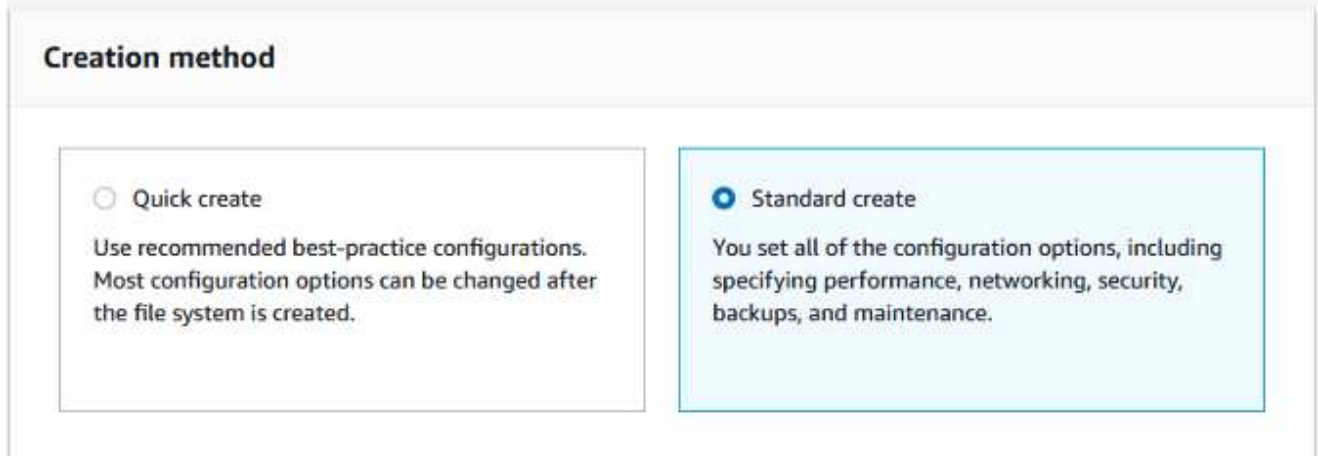 Creation method
Quick create
Use recommended best-practice configurations.
Most configuration options can be changed after
the file system is created.
Standard create
You set all of the configuration options, including
specifying performance, networking, security,
backups, and maintenance.